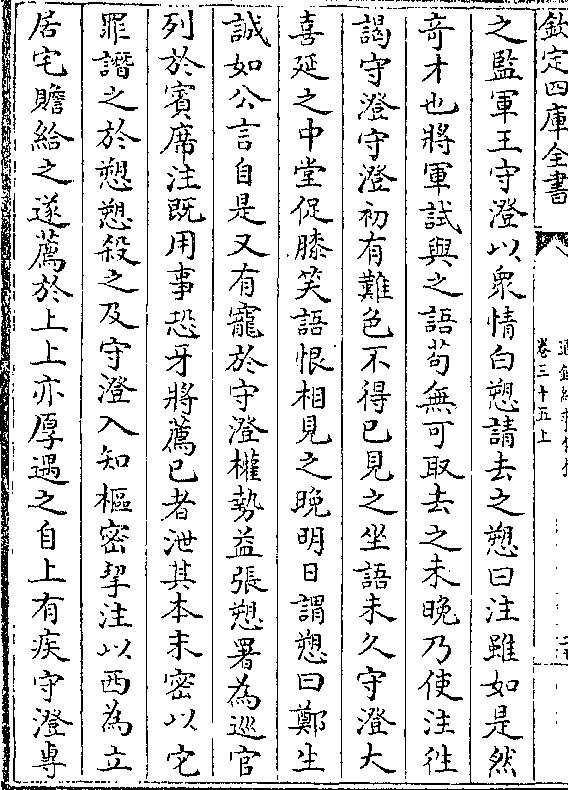 欽定四庫全書
卷三十五上
之監軍王守澄以衆情白愬請去之愬曰注雖如是然
奇才也將軍試與之語苟無可取去之未晚乃使注往
謁守澄守澄初有難色不得已見之坐語未久守澄大
喜延之中堂促膝笑語恨相見之晚明日謂愬曰鄭生
誠如公言自是又有寵於守澄權勢益張愬署為巡官
列於賓席注既用事恐牙將薦已者泄其本末密以它
罪譖之於愬愬殺之及守澄入知樞密挈注以西為立
居宅贍給之遂薦於上上亦厚遇之自上有疾守澄專